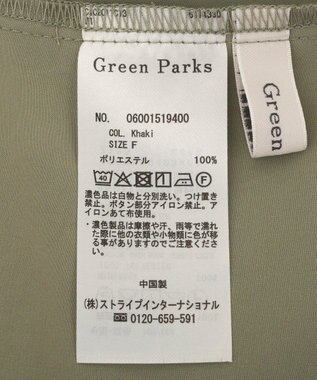 Green Parks
NO. 06001519400
COL. Khaki
SIZE F
ポリエステル 100%
40 F
濃色品は白物と分別洗い。つけ置き
禁止。ボタン部分アイロン禁止。ア
イロンあて布使用。
・濃色製品は摩擦や汗、雨等で濡れ
た際に他の衣類や小物類に色が移
る事がありますのでご注意くださ
い。
中国製
(株)ストライプインターナショナル
0120-659-591
Green